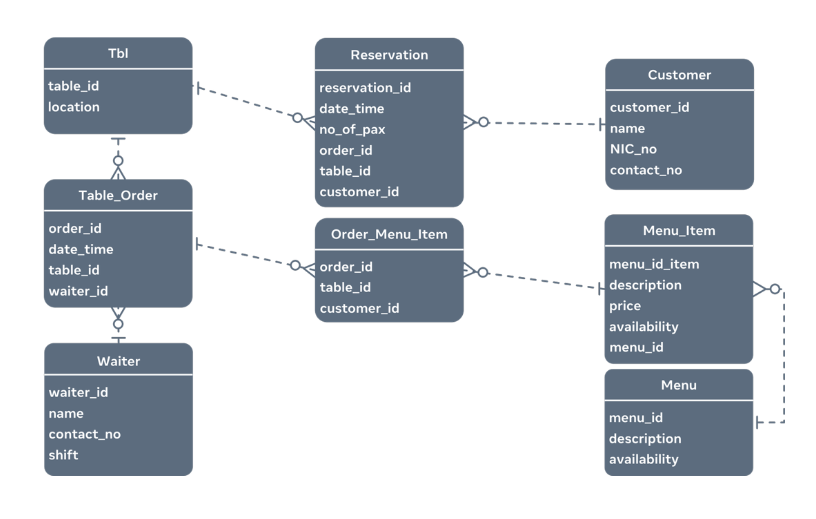 Tbl
table_id
location
Reservation
reservation_id
date_time
no_of_pax
order_id
table_id
customer_id
Customer
customer_id
name
NIC_no
contact_no
Table_Order
order_id
date_time
table_id
waiter_id
Order_Menu_Item
order_id
table_id
customer_id
Menu_Item
menu_id_item
description
price
availability
menu_id
Waiter
waiter_id
name
contact_no
shift
Menu
menu_id
description
availability